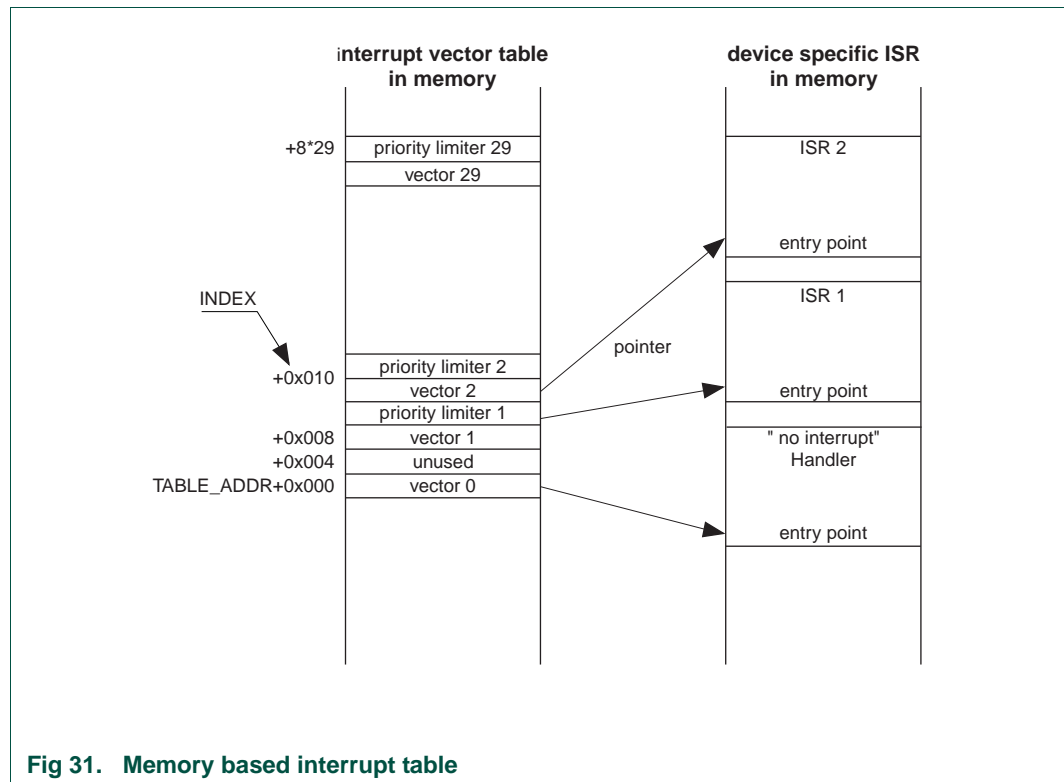 interrupt vector table
in memory
device specific ISR
in memory
+8*29
priority limiter 29
vector 29
ISR 2
entry point
INDEX
ISR 1
pointer
priority limiter 2
+0x010
vector 2
entry point
priority limiter 1
+0x008
vector 1
" no interrupt"
Handler
+0x004
unused
TABLE_ADDR+0x000
vector 0
entry point
Fig 31. Memory based interrupt table